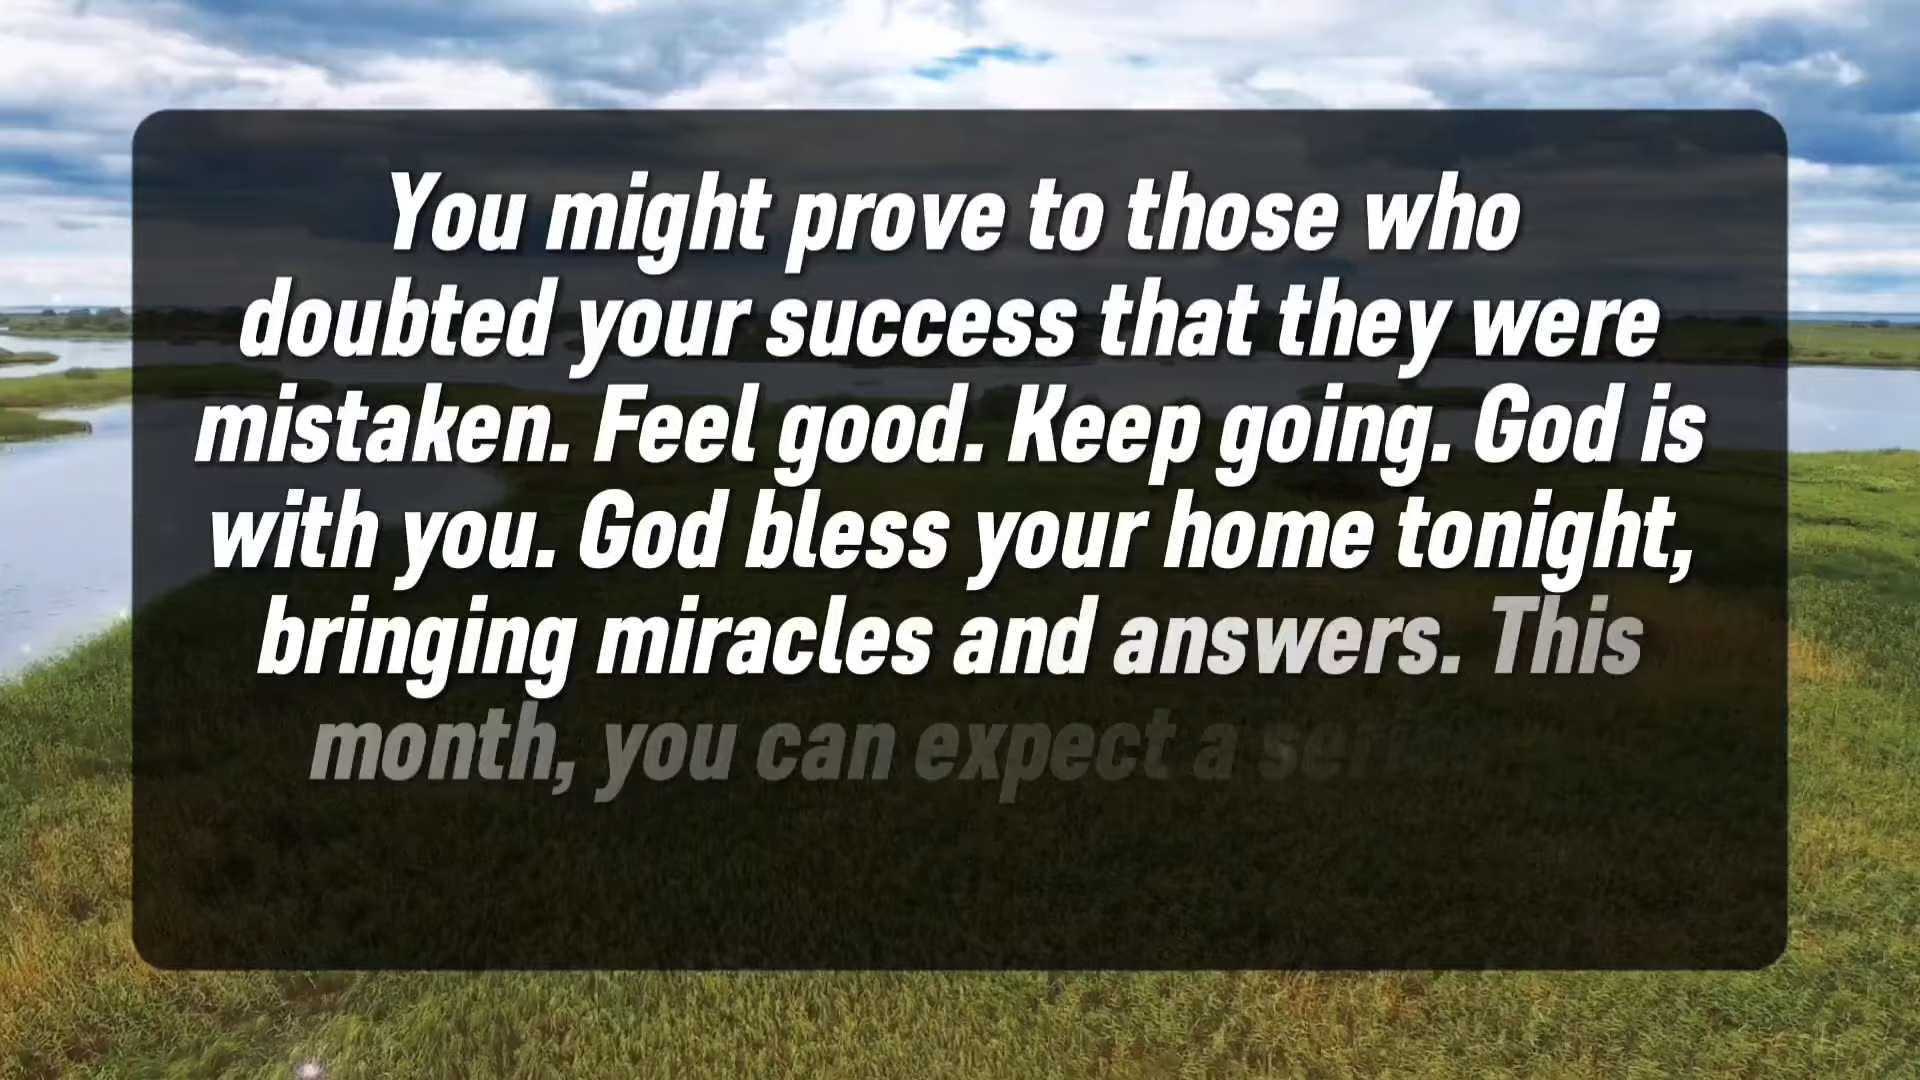 You might prove to those who
doubted your success that they were
mistaken. Feel good. Keep going. God is
with you. God bless your home tonight,
bringing miracles and answers. This
month, you can expect a